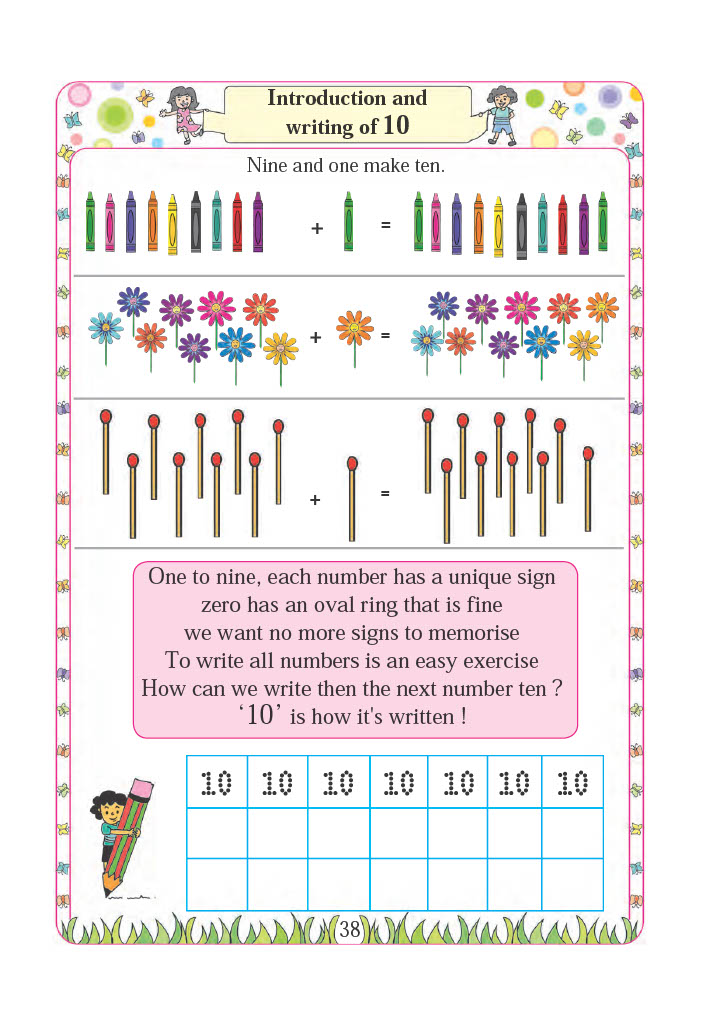 Introduction and
writing of 10
Nine and one make ten.
+ =
+ =
+ =
One to nine, each number has a unique sign
zero has an oval ring that is fine
we want no more signs to memorise
To write all numbers is an easy exercise
How can we write then the next number ten ?
‘10’ is how it's written !
10 10 10 10 10 10 10
38